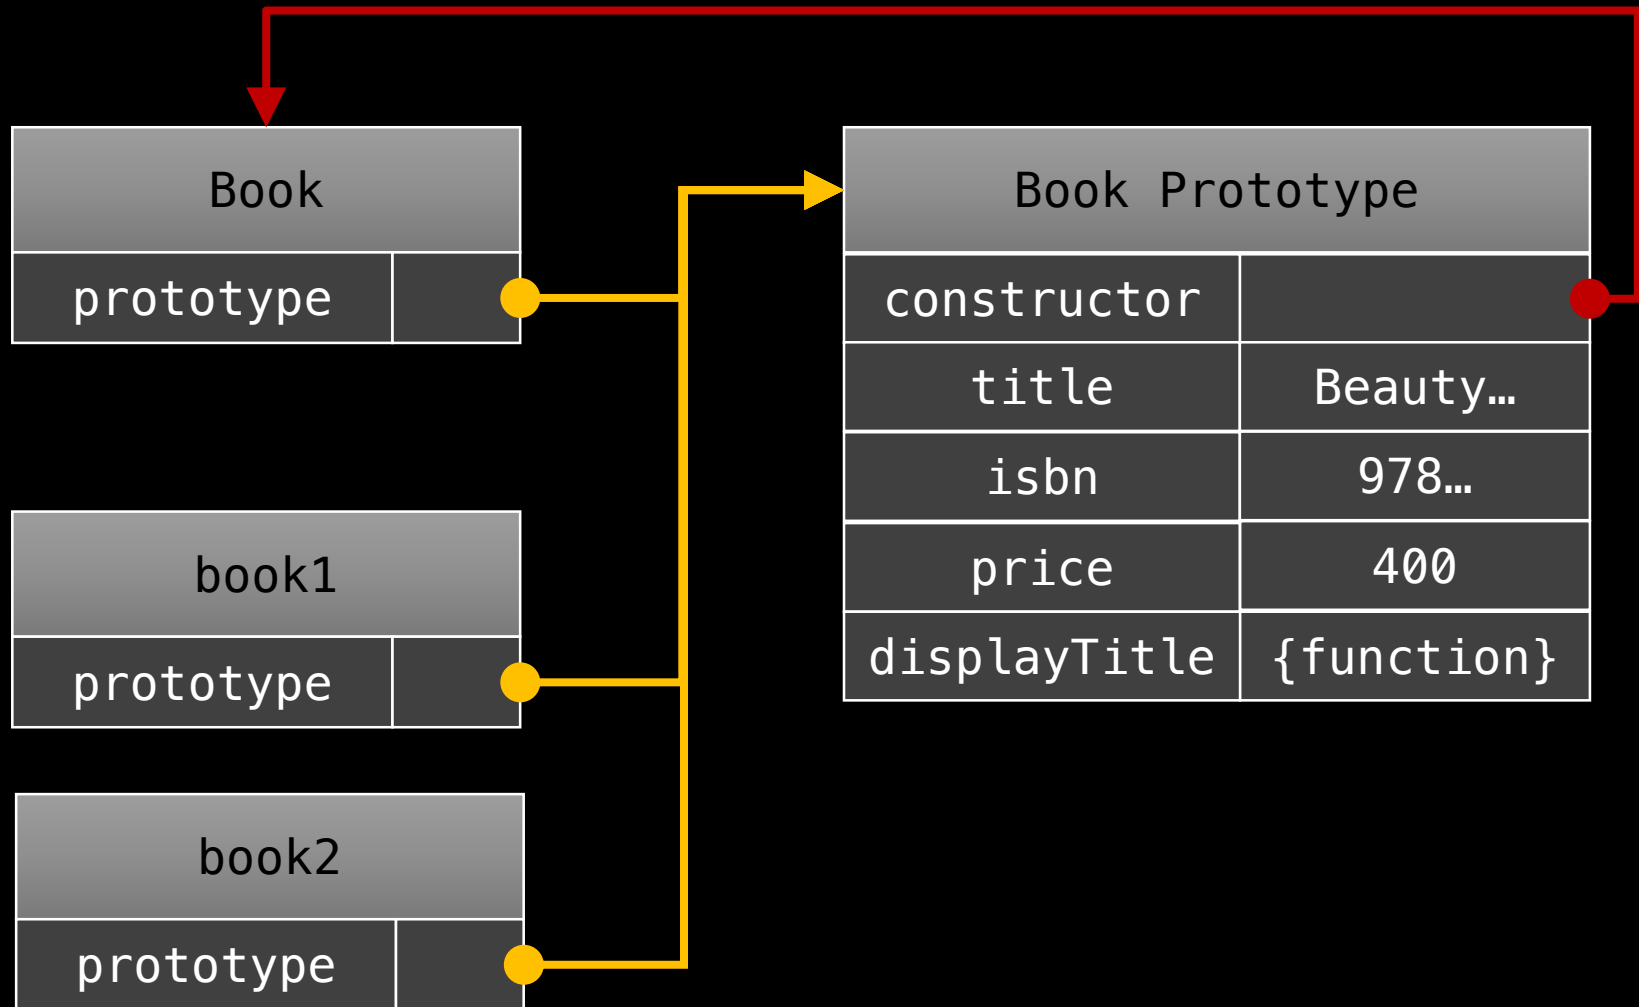 Book
prototype
book1
prototype
book2
prototype
Book Prototype
constructor
title Beauty…
isbn 978…
price 400
displayTitle {function}